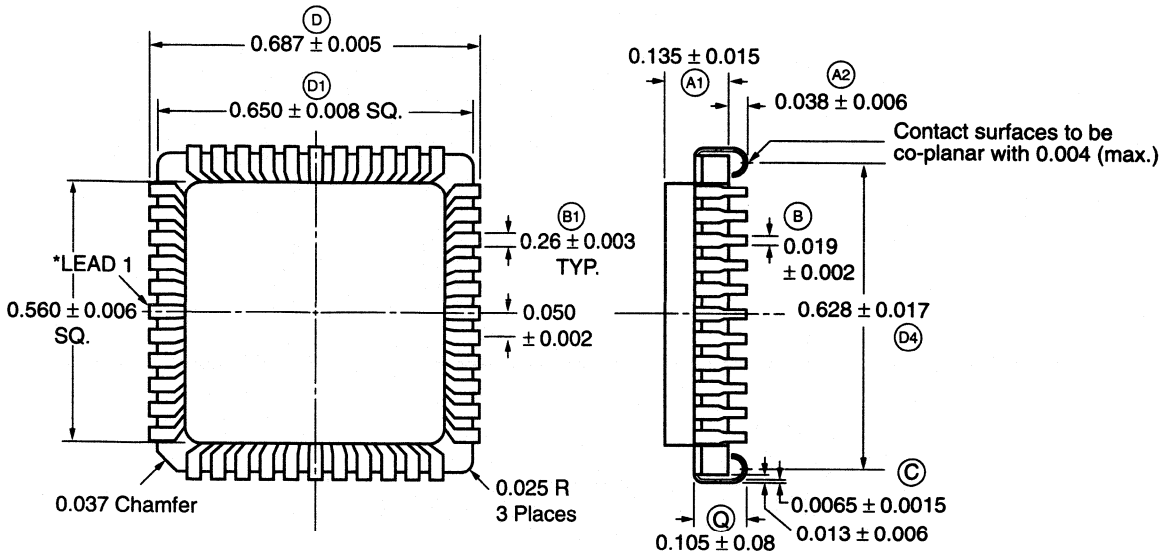 D
0.687 ± 0.005
D1
0.650 ± 0.008 SQ.
0.135 ± 0.015
A1
A2
0.038 ± 0.006
Contact surfaces to be
co-planar with 0.004 (max.)
B1
0.26 ± 0.003
TYP.
B
0.019
± 0.002
*LEAD 1
0.560 ± 0.006
SQ.
0.050
± 0.002
0.628 ± 0.017
D4
0.037 Chamfer
0.025 R
3 Places
C
0.0065 ± 0.0015
0.013 ± 0.006
Q
0.105 ± 0.08